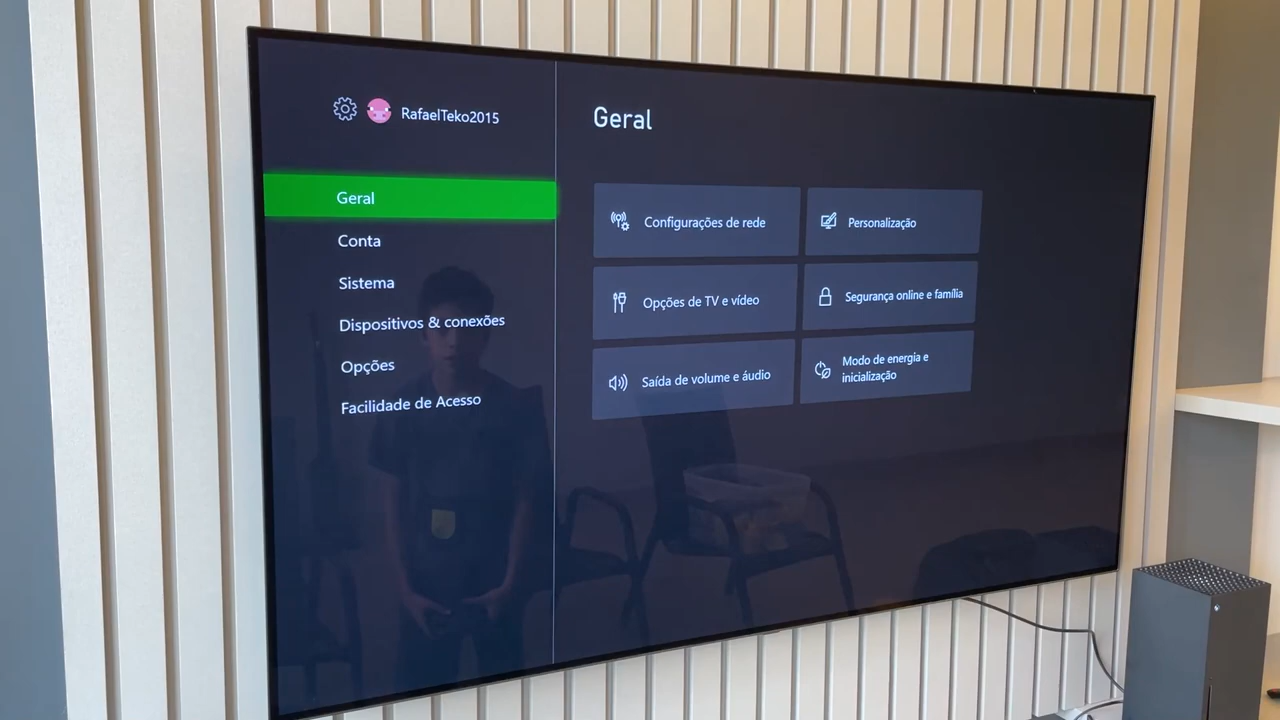 RafaelTeko2015
Geral
Conta
Sistema
Dispositivos & conexões
Opções
Facilidade de Acesso
Geral
Configurações de rede
Personalização
Opções de TV e vídeo
Segurança online e família
Saída de volume e áudio
Modo de energia e
inicialização